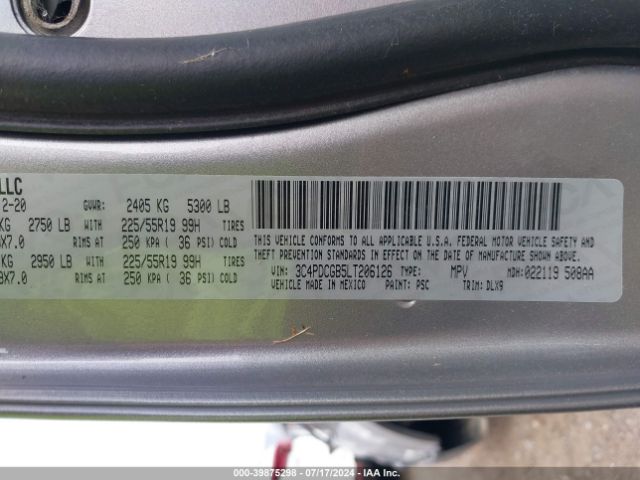 LLC
2-20 GVWR: 2405 KG 5300 LB
KG 2750 LB WITH 225/55R19 99H TIRES
X7.0 RIMS AT 250 KPA ( 36 PSI) COLD
KG 2950 LB WITH 225/55R19 99H TIRES
8X7.0 RIMS AT 250 KPA ( 36 PSI) COLD
THIS VEHICLE CONFORMS TO ALL APPLICABLE U.S.A. FEDERAL MOTOR VEHICLE SAFETY, BUMPER, AND
THEFT PREVENTION STANDARDS IN EFFECT ON THE DATE OF MANUFACTURE SHOWN ABOVE.
VIN: 3C4PDCGB5LT206126 TYPE: MPV MDH: 022119 508AA
VEHICLE MADE IN MEXICO PAINT: PSC TRIM: DLX9
000-39875298 - 07/17/2024 - IAA Inc.